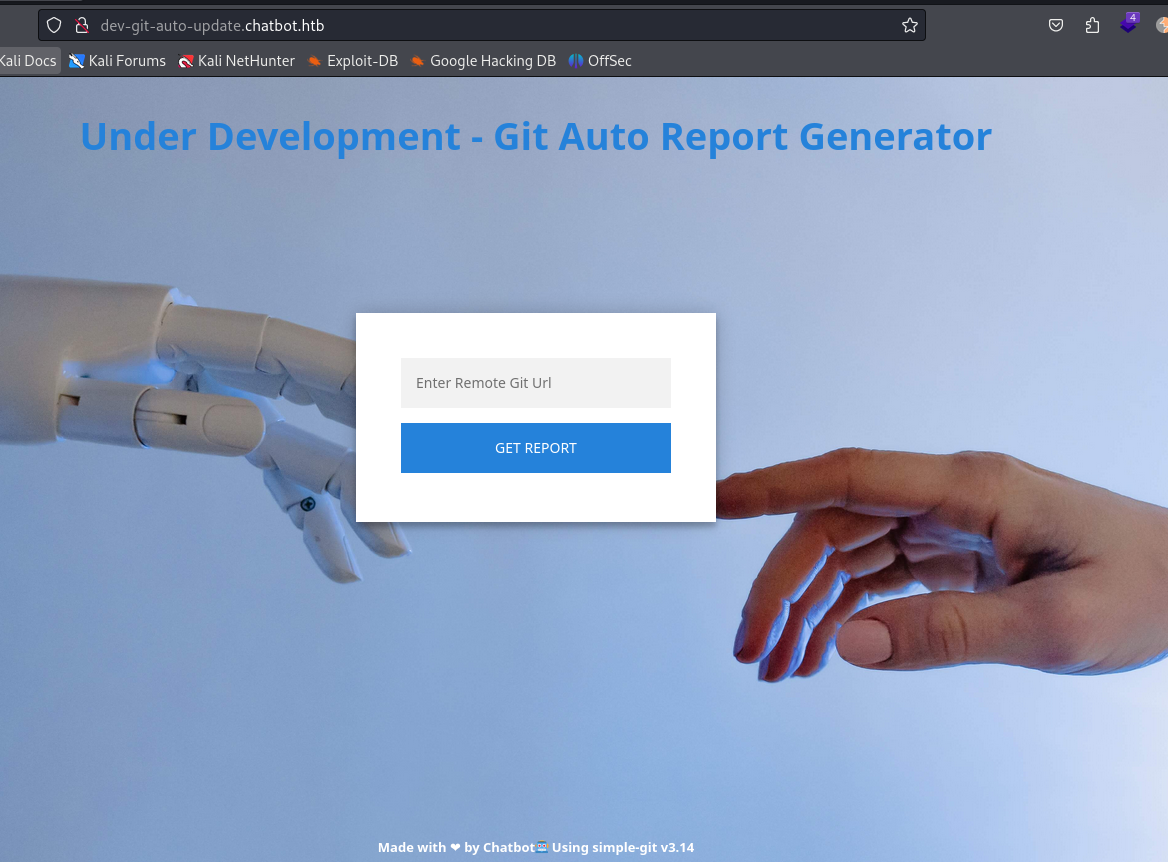 dev-git-auto-update.chatbot.htb
4
Kali Docs Kali Forums Kali NetHunter Exploit-DB Google Hacking DB OffSec
Under Development - Git Auto Report Generator
Enter Remote Git Url
GET REPORT
Made with ❤ by Chatbot🤖 Using simple-git v3.14